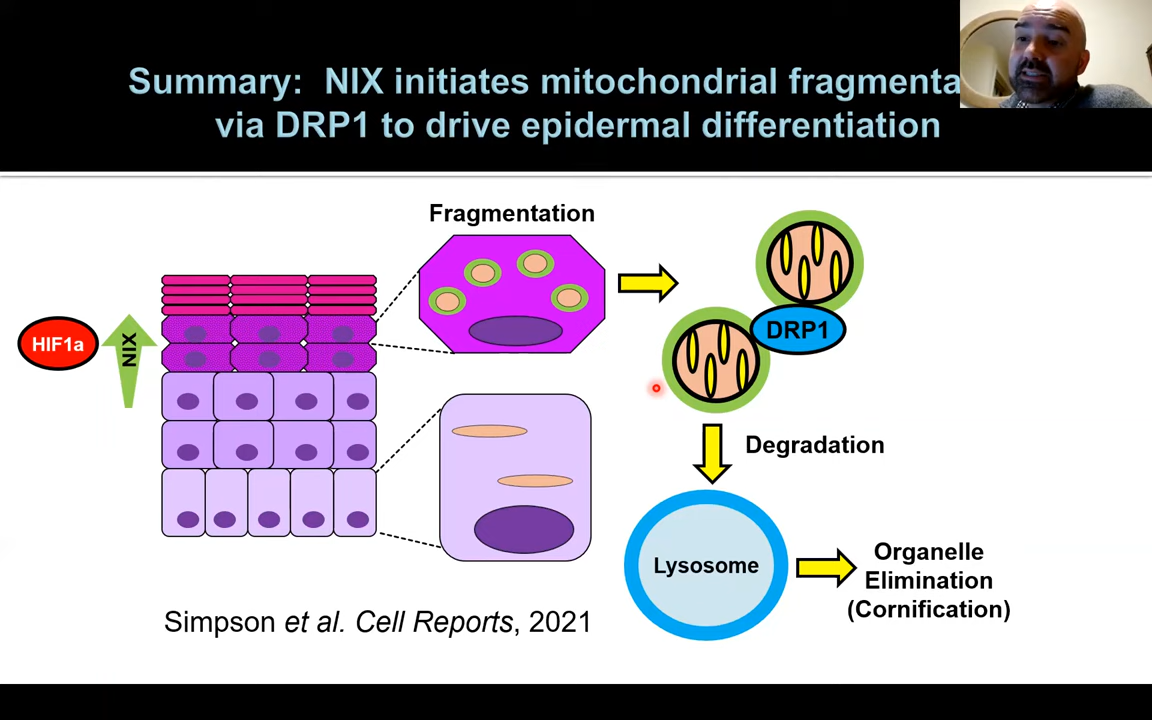 Summary: NIX initiates mitochondrial
via DRP1 to drive epidermal differentiation
Fragmentation
HIF1a
NIX
DRP1
Degradation
Lysosome
Organelle
Elimination
(Cornification)
Simpson et al. Cell Reports, 2021